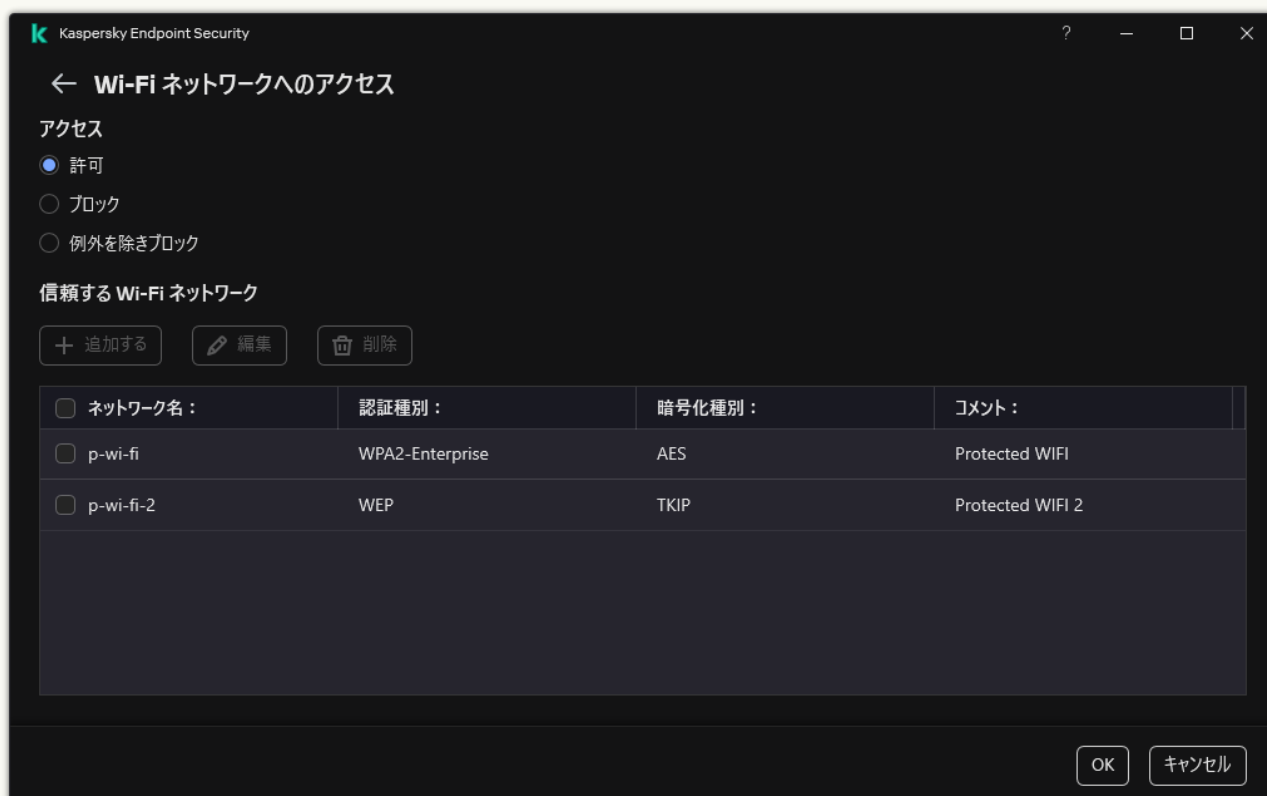 Kaspersky Endpoint Security ?
Wi-Fi ネットワークへのアクセス
アクセス
許可
ブロック
例外を除きブロック
信頼する Wi-Fi ネットワーク
追加する 編集 削除
ネットワーク名： 認証種別： 暗号化種別： コメント：
p-wi-fi WPA2-Enterprise AES Protected WIFI
p-wi-fi-2 WEP TKIP Protected WIFI 2
OK キャンセル